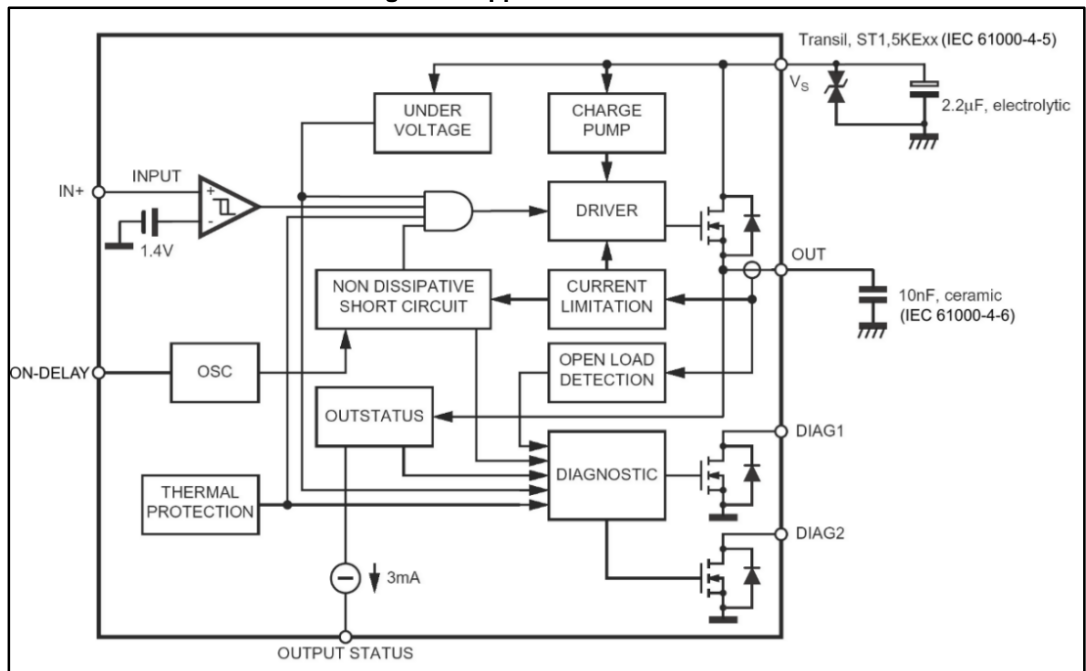 Transil, ST1,5KExx (IEC 61000-4-5)
VS
2.2µF, electrolytic
UNDER
VOLTAGE
CHARGE
PUMP
IN+
INPUT
+
-
1.4V
DRIVER
OUT
NON DISSIPATIVE
SHORT CIRCUIT
CURRENT
LIMITATION
10nF, ceramic
(IEC 61000-4-6)
ON-DELAY
OSC
OPEN LOAD
DETECTION
OUTSTATUS
DIAG1
DIAGNOSTIC
THERMAL
PROTECTION
DIAG2
3mA
OUTPUT STATUS